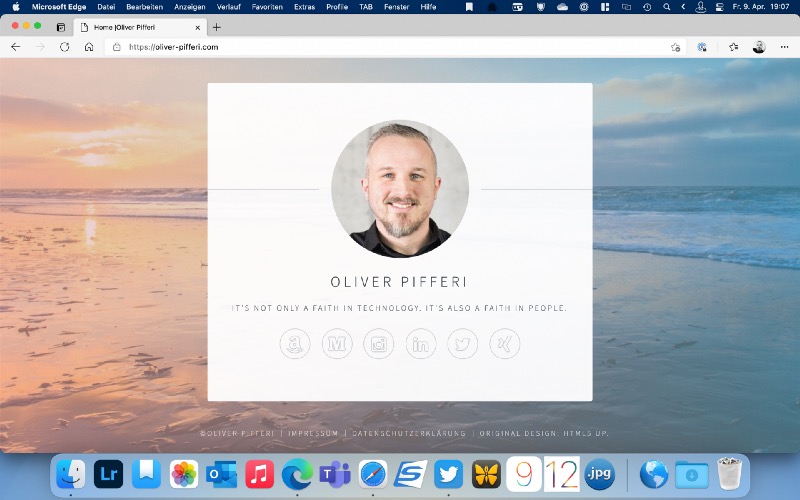 Microsoft Edge Datei Bearbeiten Anzeigen Verlauf Favoriten Extras Profile TAB Fenster Hilfe Fr. 9. Apr. 19:07
Home |Oliver Pifferi
https://oliver-pifferi.com
OLIVER PIFFERI
IT'S NOT ONLY A FAITH IN TECHNOLOGY. IT'S ALSO A FAITH IN PEOPLE.
a M in
©OLIVER PIFFERI | IMPRESSUM | DATENSCHUTZERKLÄRUNG | ORIGINAL DESIGN: HTML5 UP.
Lr O T S 9 12 .jpg